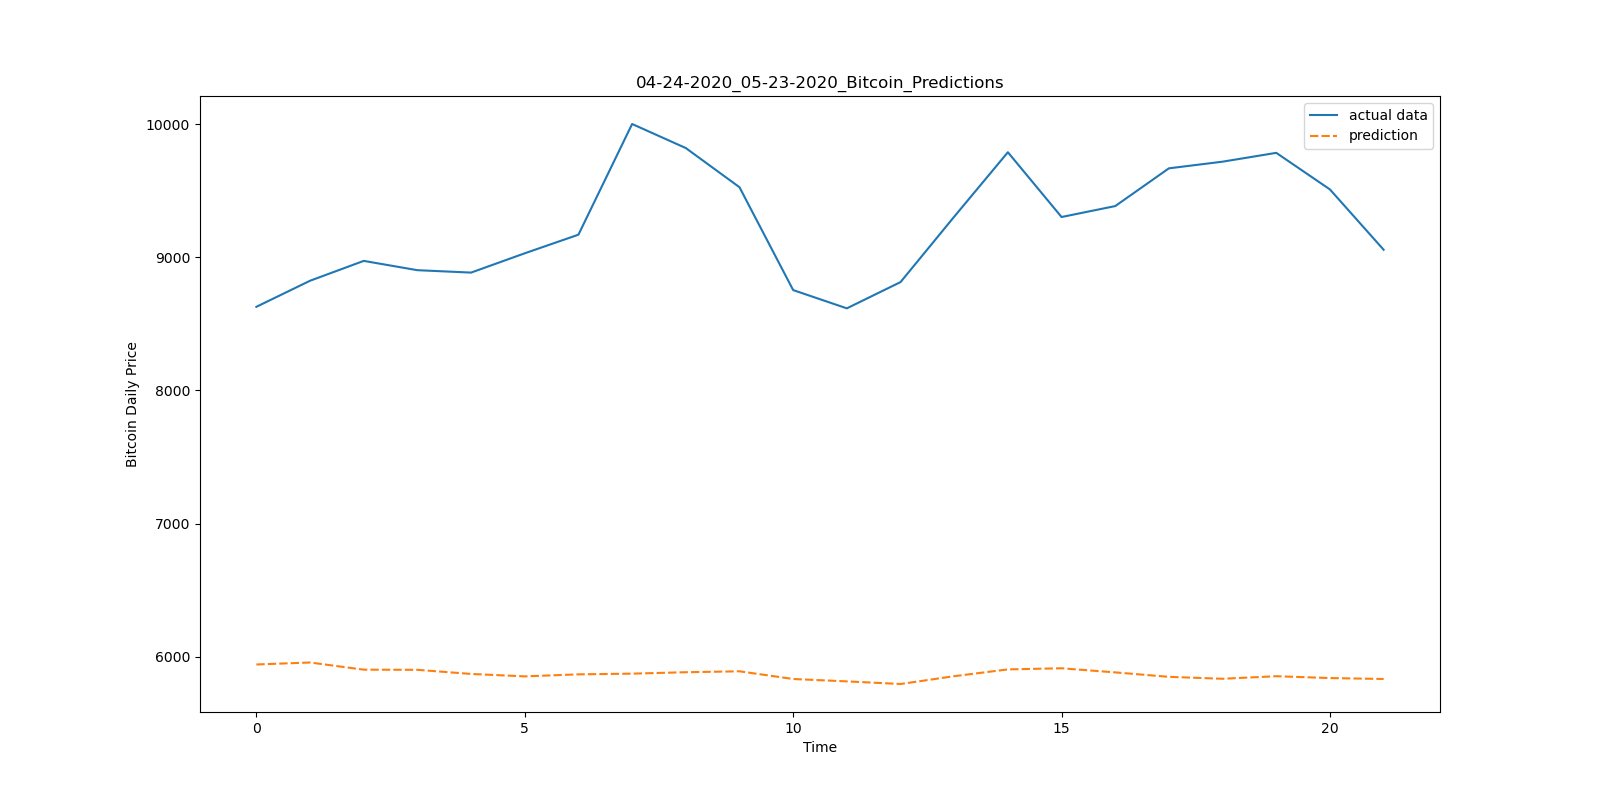 04-24-2020_05-23-2020_Bitcoin_Predictions
actual data
prediction
10000
9000
8000
7000
6000
Bitcoin Daily Price
0 5 10 15 20
Time